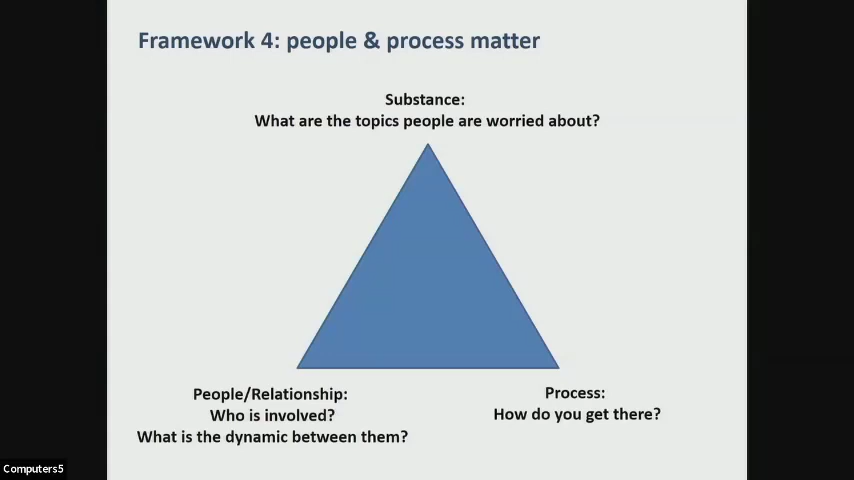 Framework 4: people & process matter
Substance:
What are the topics people are worried about?
People/Relationship:
Who is involved?
What is the dynamic between them?
Process:
How do you get there?
Computers5